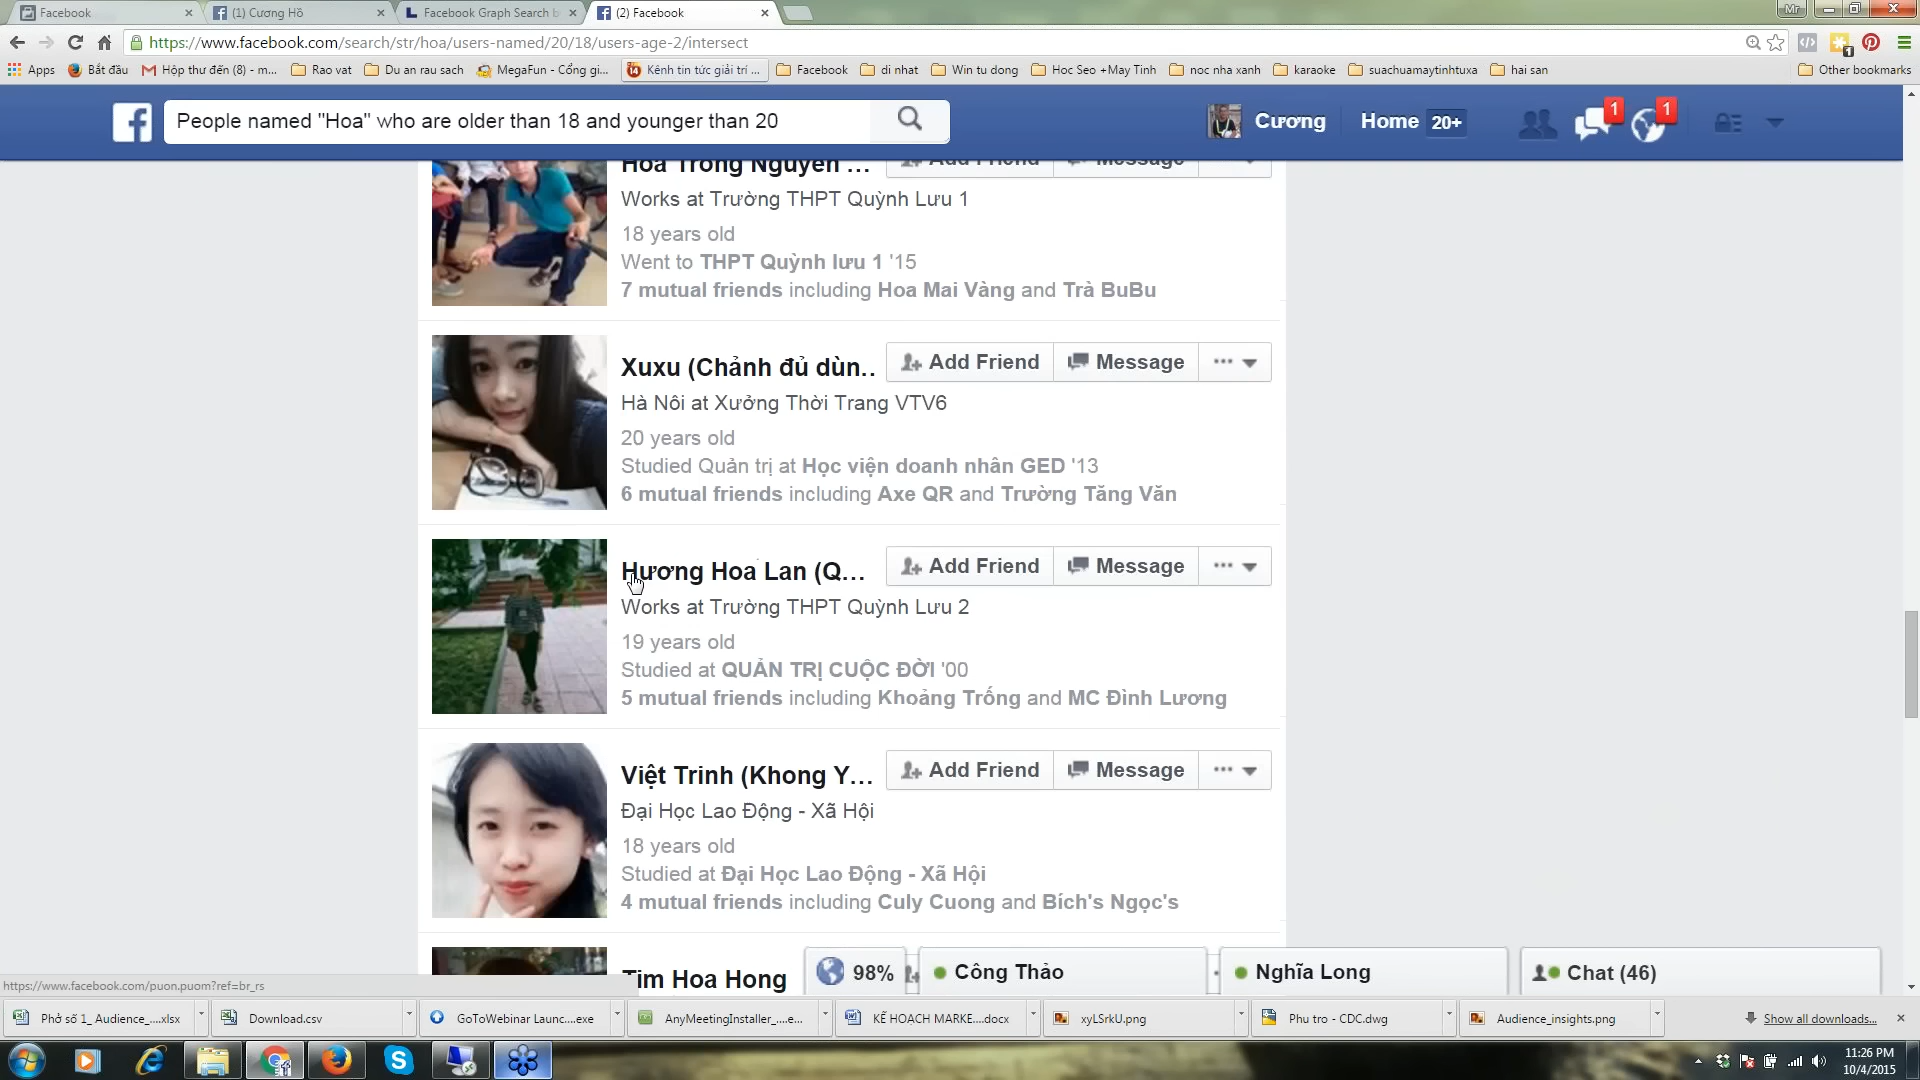 Facebook
(1) Cương Hồ
Facebook Graph Search b
(2) Facebook
Mr
https://www.facebook.com/search/str/hoa/users-named/20/18/users-age-2/intersect
1
Apps
Bắt đầu
Hộp thư đến (8) - m...
Rao vat
Du an rau sach
MegaFun - Cổng gi...
Kênh tin tức giải trí ...
Facebook
di nhat
Win tu dong
Hoc Seo +May Tinh
noc nha xanh
karaoke
suachuamaytinhtuxa
hai san
Other bookmarks
People named "Hoa" who are older than 18 and younger than 20
Cương
Home 20+
1
1
Hoa Trong Nguyen ...
Add Friend
Message
Works at Trường THPT Quỳnh Lưu 1
18 years old
Went to THPT Quỳnh lưu 1 '15
7 mutual friends including Hoa Mai Vàng and Trà BuBu
Xuxu (Chảnh đủ dùn..
Add Friend
Message
Hà Nôi at Xưởng Thời Trang VTV6
20 years old
Studied Quản trị at Học viện doanh nhân GED '13
6 mutual friends including Axe QR and Trường Tăng Văn
Hương Hoa Lan (Q...
Add Friend
Message
Works at Trường THPT Quỳnh Lưu 2
19 years old
Studied at QUẢN TRỊ CUỘC ĐỜI '00
5 mutual friends including Khoảng Trống and MC Đình Lương
Việt Trinh (Khong Y...
Add Friend
Message
Đại Học Lao Động - Xã Hội
18 years old
Studied at Đại Học Lao Động - Xã Hội
4 mutual friends including Culy Cuong and Bích's Ngọc's
Tim Hoa Hong
98%
Công Thảo
Nghĩa Long
Chat (46)
https://www.facebook.com/puon.puom?ref=br_rs
Phở số 1_ Audience_....xlsx
Download.csv
GoToWebinar Launc....exe
AnyMeetingInstaller_....e...
KẾ HOẠCH MARKE....docx
xyLSrkU.png
Phu tro - CDC.dwg
Audience_insights.png
Show all downloads...
11:26 PM
10/4/2015